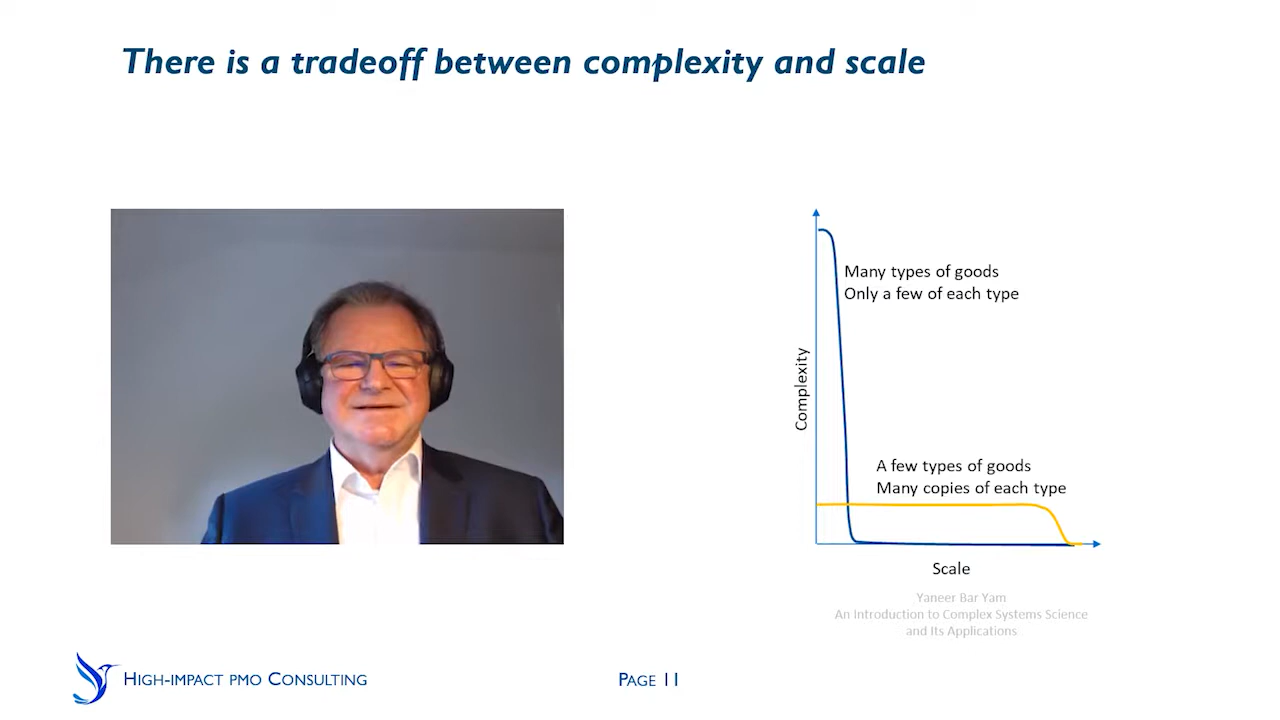 There is a tradeoff between complexity and scale
Many types of goods
Only a few of each type
Complexity
A few types of goods
Many copies of each type
Scale
Yaneer Bar Yam
An Introduction to Complex Systems Science
and Its Applications
High-impact pmo Consulting
Page 11